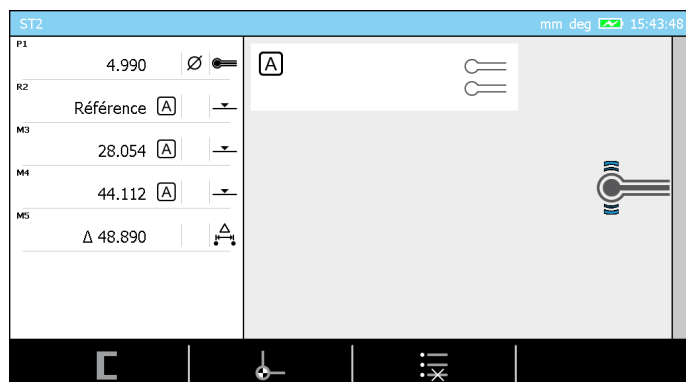 ST2 mm deg 15:43:48
P1
4.990 Ø
R2
Référence A
M3
28.054 A
M4
44.112 A
M5
Δ 48.890 Δ
A